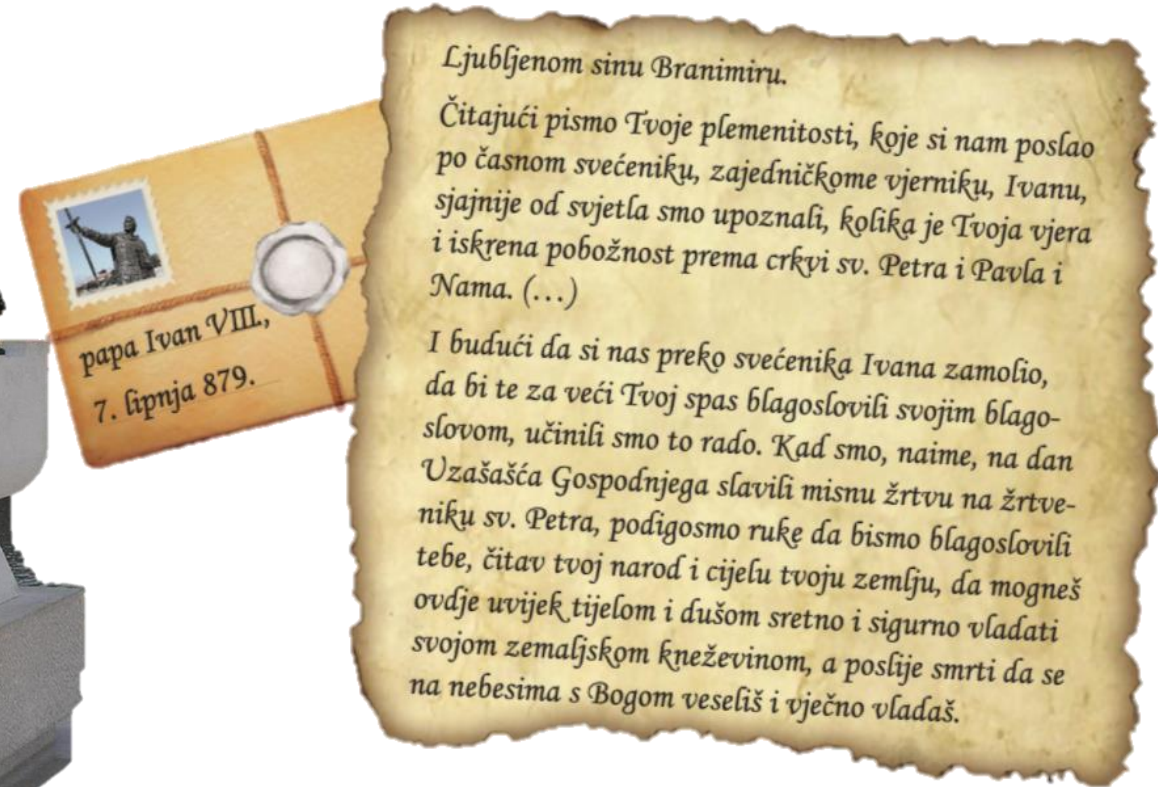 papa Ivan VIII.,
7. lipnja 879.
Ljubljenom sinu Branimiru.
Čitajući pismo Tvoje plemenitosti, koje si nam poslao
po časnom svećeniku, zajedničkome vjerniku, Ivanu,
sjajnije od svjetla smo upoznali, kolika je Tvoja vjera
i iskrena pobožnost prema crkvi sv. Petra i Pavla i
Nama. (…)
I budući da si nas preko svećenika Ivana zamolio,
da bi te za veći Tvoj spas blagoslovili svojim blago-
slovom, učinili smo to rado. Kad smo, naime, na dan
Uzašašća Gospodnjega slavili misnu žrtvu na žrtve-
niku sv. Petra, podigosmo ruke da bismo blagoslovili
tebe, čitav tvoj narod i cijelu tvoju zemlju, da mogneš
ovdje uvijek tijelom i dušom sretno i sigurno vladati
svojom zemaljskom kneževinom, a poslije smrti da se
na nebesima s Bogom veseliš i vječno vladaš.